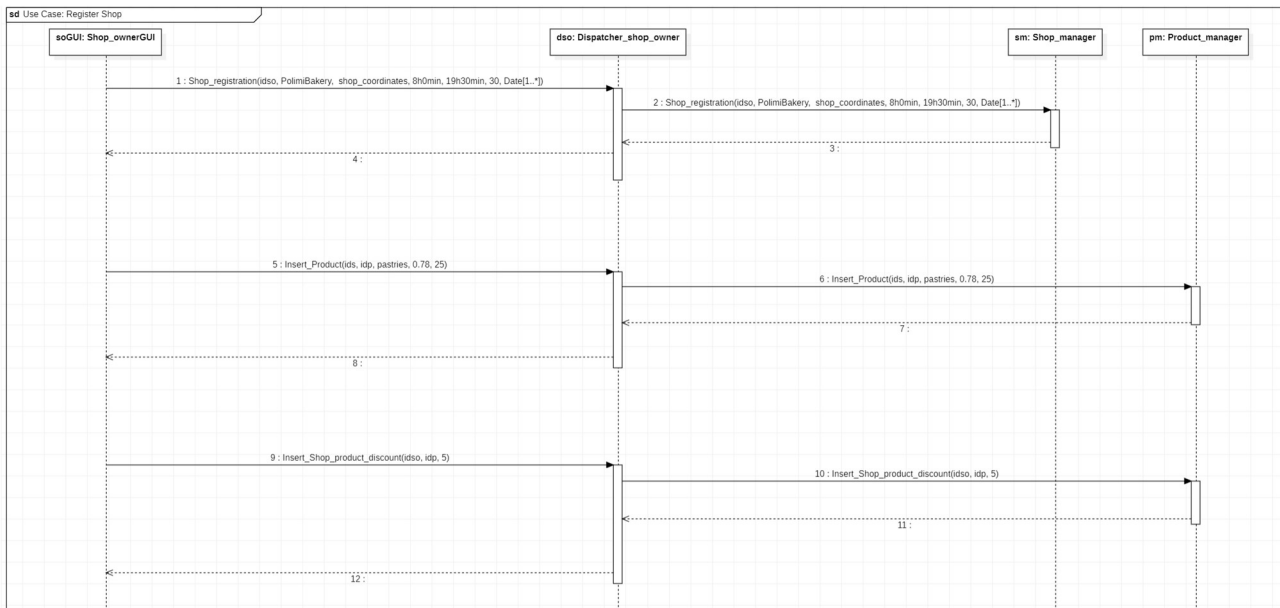 sd Use Case: Register Shop
soGUI: Shop_ownerGUI
dso: Dispatcher_shop_owner
sm: Shop_manager
pm: Product_manager
1 : Shop_registration(idso, PolimiBakery, shop_coordinates, 8h0min, 19h30min, 30, Date[1..*])
2 : Shop_registration(idso, PolimiBakery, shop_coordinates, 8h0min, 19h30min, 30, Date[1..*])
3 :
4 :
5 : Insert_Product(ids, idp, pastries, 0.78, 25)
6 : Insert_Product(ids, idp, pastries, 0.78, 25)
7 :
8 :
9 : Insert_Shop_product_discount(idso, idp, 5)
10 : Insert_Shop_product_discount(idso, idp, 5)
11 :
12 :